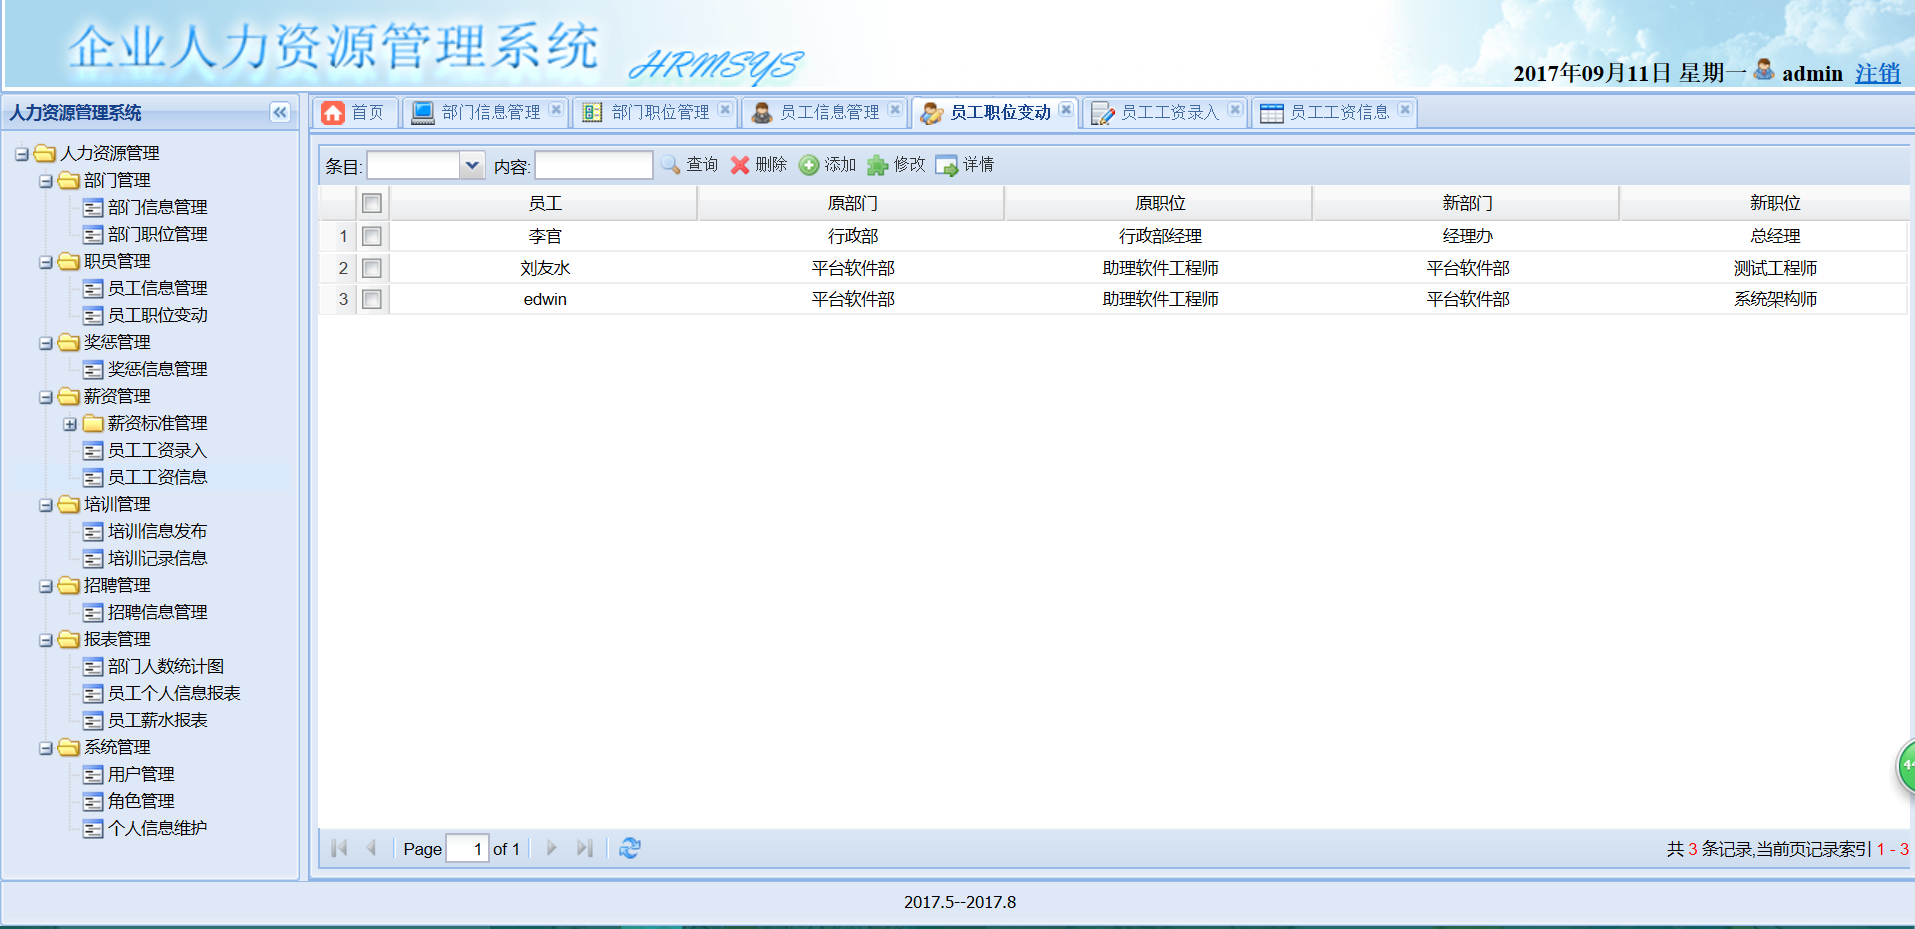 企业人力资源管理系统 HRMSYS
2017年09月11日 星期一 admin 注销
人力资源管理系统
人力资源管理
部门管理
部门信息管理
部门职位管理
职员管理
员工信息管理
员工职位变动
奖惩管理
奖惩信息管理
薪资管理
薪资标准管理
员工工资录入
员工工资信息
培训管理
培训信息发布
培训记录信息
招聘管理
招聘信息管理
报表管理
部门人数统计图
员工个人信息报表
员工薪水报表
系统管理
用户管理
角色管理
个人信息维护
首页 部门信息管理 部门职位管理 员工信息管理 员工职位变动 员工工资录入 员工工资信息
条目: 内容: 查询 删除 添加 修改 详情
员工 原部门 原职位 新部门 新职位
1 李官 行政部 行政部经理 经理办 总经理
2 刘友水 平台软件部 助理软件工程师 平台软件部 测试工程师
3 edwin 平台软件部 助理软件工程师 平台软件部 系统架构师
Page 1 of 1 共 3 条记录,当前页记录索引 1 - 3
2017.5--2017.8